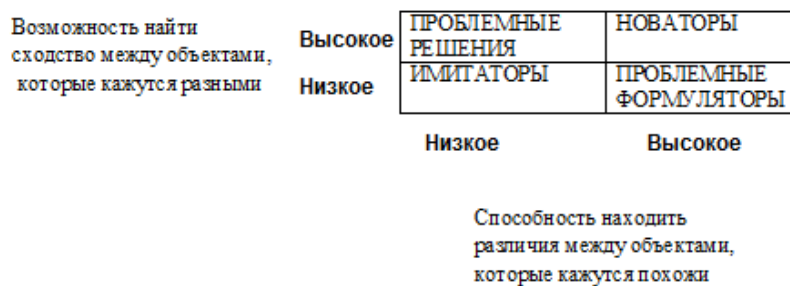 Возможность найти
сходство между объектами,
которые кажутся разными
Высокое
ПРОБЛЕМНЫЕ
РЕШЕНИЯ
НОВАТОРЫ
Низкое
ИМИТАТОРЫ
ПРОБЛЕМНЫЕ
ФОРМУЛЯТОРЫ
Низкое
Высокое
Способность находить
различия между объектами,
которые кажутся похожи